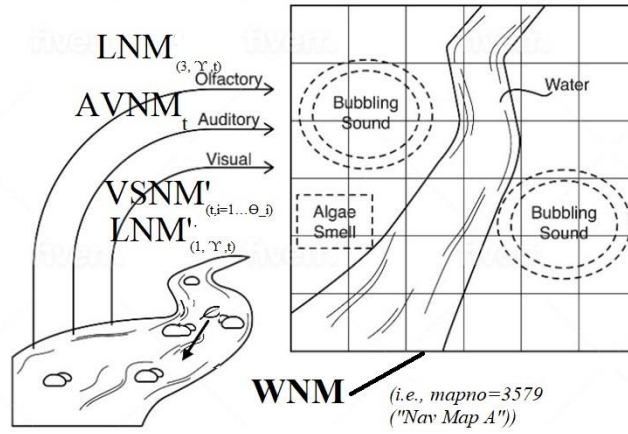 LNM'(3, ϒ,t)
Olfactory
AVNMt
Auditory
Visual
VSNM'(t,i=1...Θ_i)
LNM'(1, ϒ,t)
Bubbling
Sound
Water
Algae
Smell
Bubbling
Sound
WNM
(i.e., mapno=3579
("Nav Map A"))